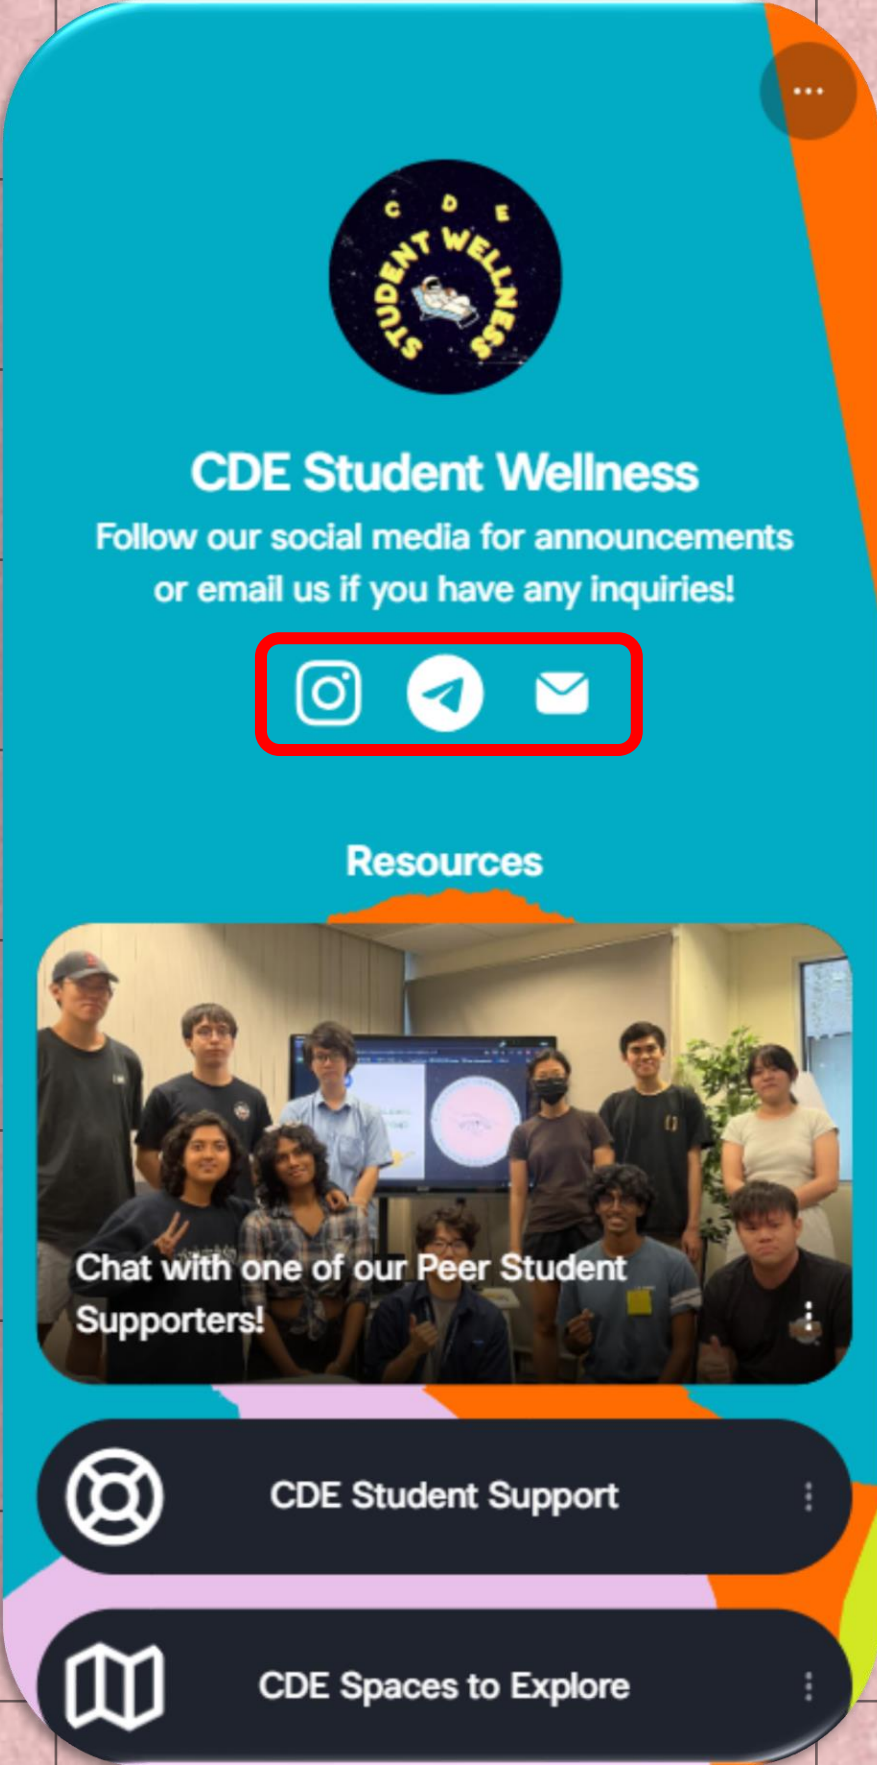 C D E
STUDENT WELLNESS
CDE Student Wellness
Follow our social media for announcements
or email us if you have any inquiries!
Resources
Chat with one of our Peer Student
Supporters!
CDE Student Support
CDE Spaces to Explore